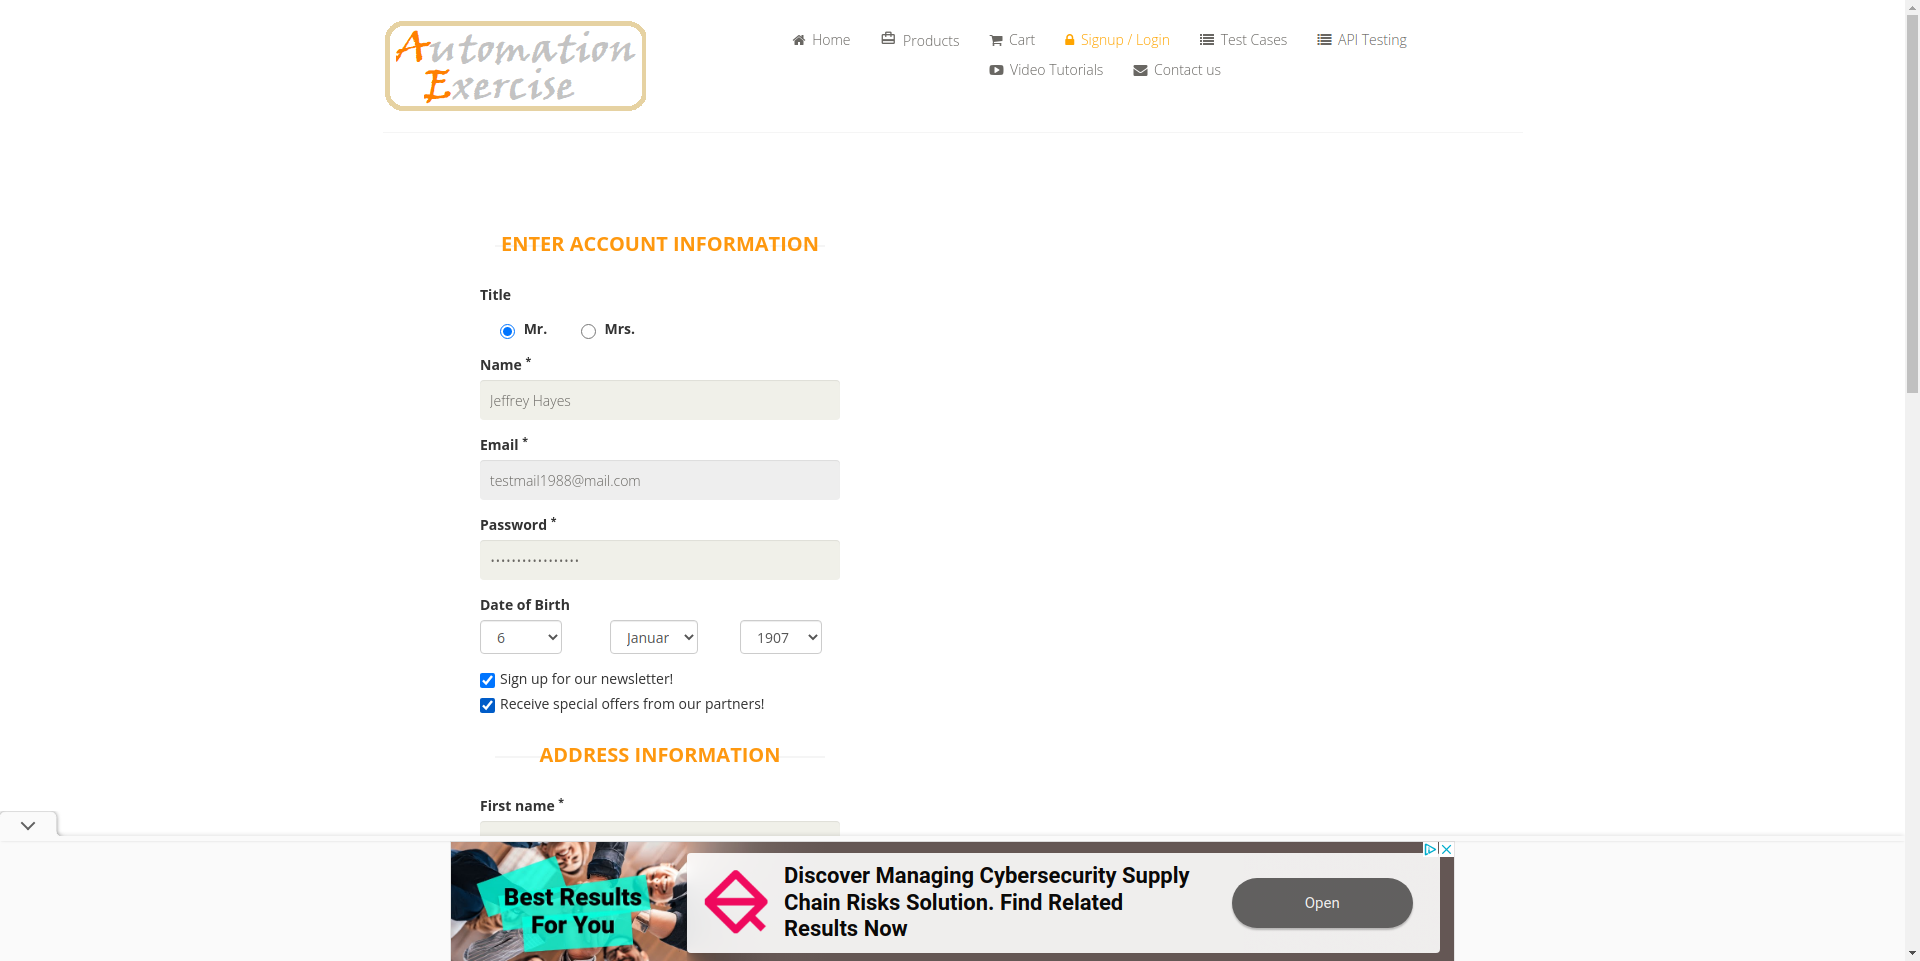 Automation
Exercise
Home
Products
Cart
Signup / Login
Test Cases
API Testing
Video Tutorials
Contact us
ENTER ACCOUNT INFORMATION
Title
Mr.
Mrs.
Name *
Jeffrey Hayes
Email *
testmail1988@mail.com
Password *
•••••••••••••••••
Date of Birth
6
Januar
1907
Sign up for our newsletter!
Receive special offers from our partners!
ADDRESS INFORMATION
First name *
Best Results
For You
Discover Managing Cybersecurity Supply
Chain Risks Solution. Find Related
Results Now
Open